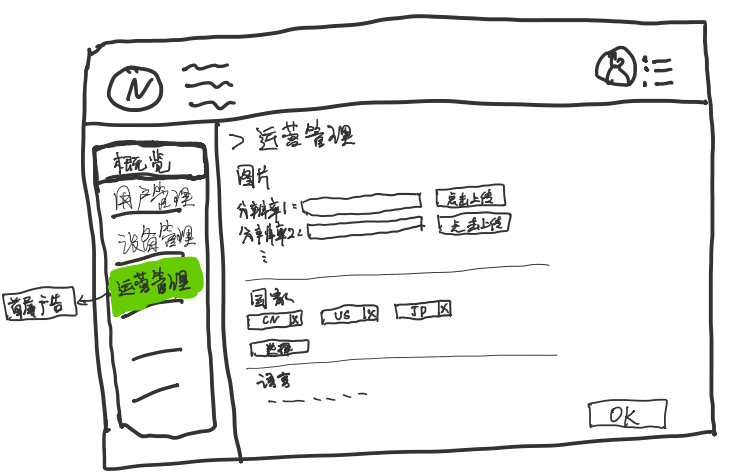 N
> 运营管理
概览
用户管理
设备管理
运营管理
首屏广告
图片
分辨率1: 点击上传
分辨率2: 点击上传
国家
CN X US X JP X
选择
语言
OK